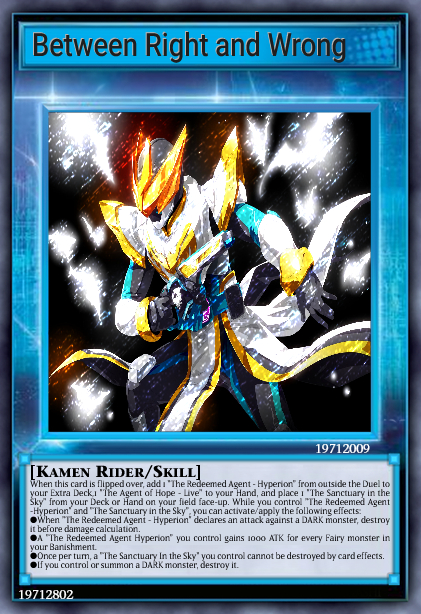 Between Right and Wrong
19712009
[Kamen Rider/Skill]
When this card is flipped over, add 1 "The Redeemed Agent - Hyperion" from outside the Duel to
your Extra Deck,1 "The Agent of Hope - Live" to your Hand, and place 1 "The Sanctuary in the
Sky" from your Deck or Hand on your field face-up. While you control "The Redeemed Agent
-Hyperion" and "The Sanctuary in the Sky", you can activate/apply the following effects:
●When "The Redeemed Agent - Hyperion" declares an attack against a DARK monster, destroy
it before damage calculation.
●A "The Redeemed Agent Hyperion" you control gains 1000 ATK for every Fairy monster in
your Banishment.
●Once per turn, a "The Sanctuary In the Sky" you control cannot be destroyed by card effects.
●If you control or summon a DARK monster, destroy it.
19712802